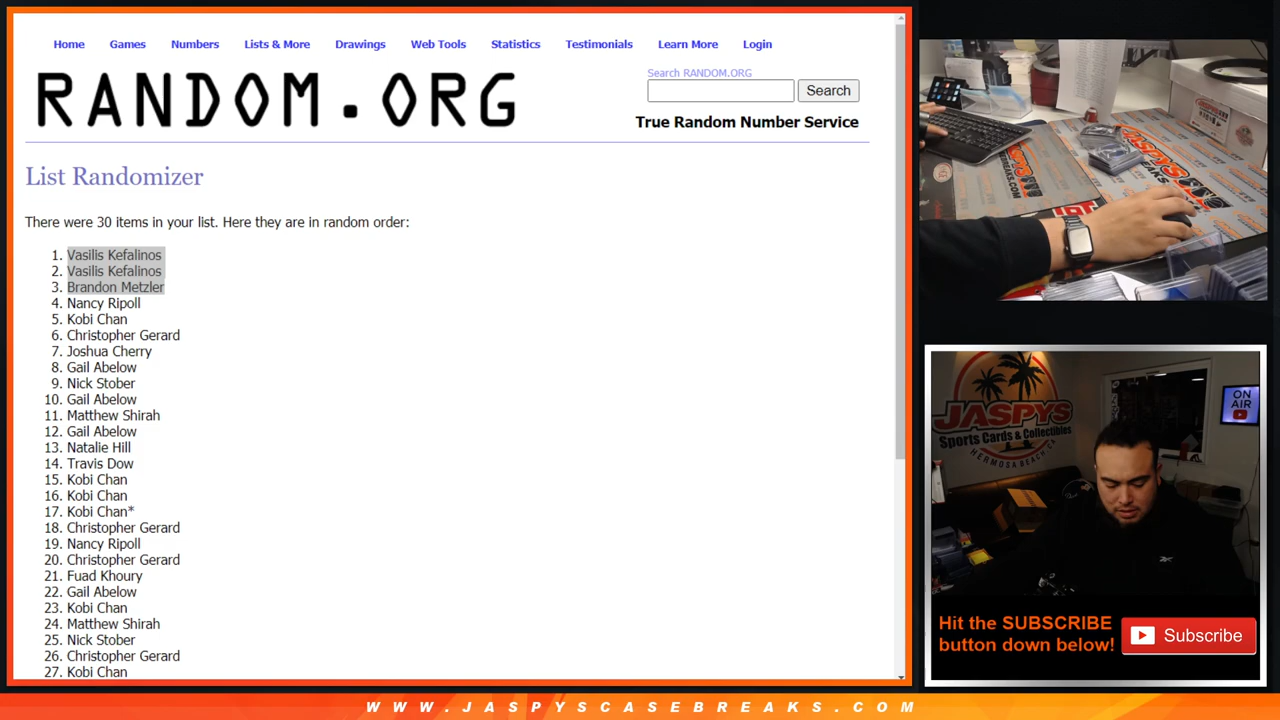 Home Games Numbers Lists & More Drawings Web Tools Statistics Testimonials Learn More Login
RANDOM.ORG
Search RANDOM.ORG
Search
True Random Number Service
List Randomizer
There were 30 items in your list. Here they are in random order:
1. Vasilis Kefalinos
2. Vasilis Kefalinos
3. Brandon Metzler
4. Nancy Ripoll
5. Kobi Chan
6. Christopher Gerard
7. Joshua Cherry
8. Gail Abelow
9. Nick Stober
10. Gail Abelow
11. Matthew Shirah
12. Gail Abelow
13. Natalie Hill
14. Travis Dow
15. Kobi Chan
16. Kobi Chan
17. Kobi Chan*
18. Christopher Gerard
19. Nancy Ripoll
20. Christopher Gerard
21. Fuad Khoury
22. Gail Abelow
23. Kobi Chan
24. Matthew Shirah
25. Nick Stober
26. Christopher Gerard
27. Kobi Chan
JASPYS
Sports Cards & Collectibles
HERMOSA BEACH, CA
ON
AIR
Hit the SUBSCRIBE
button down below!
Subscribe
WWW.JASPYSCASEBREAKS.COM